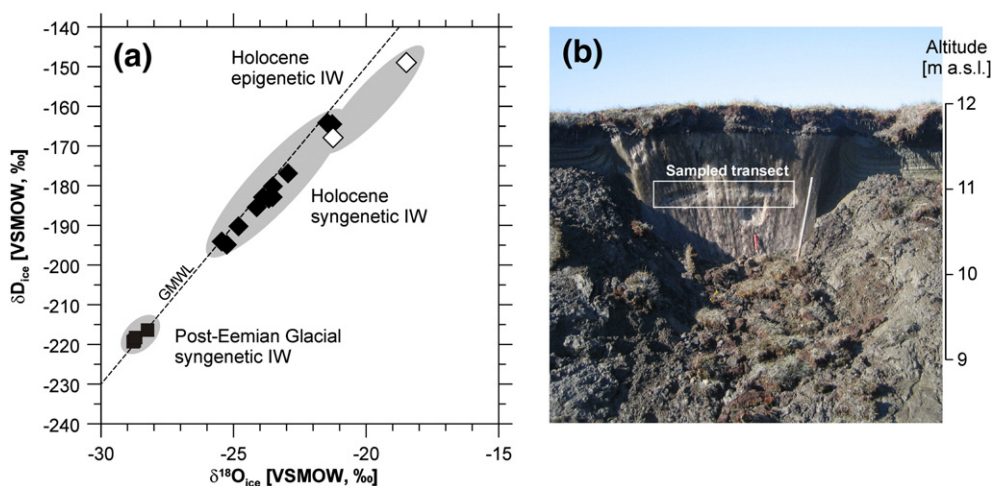 (a)
-140
-150
-160
-170
-180
-190
-200
-210
-220
-230
-240
δD_ice [VSMOW, ‰]
Holocene
epigenetic IW
Holocene
syngenetic IW
GMWL
Post-Eemian Glacial
syngenetic IW
-30
-25
-20
-15
δ¹⁸O_ice [VSMOW, ‰]
(b)
Sampled transect
Altitude
[m a.s.l.]
12
11
10
9